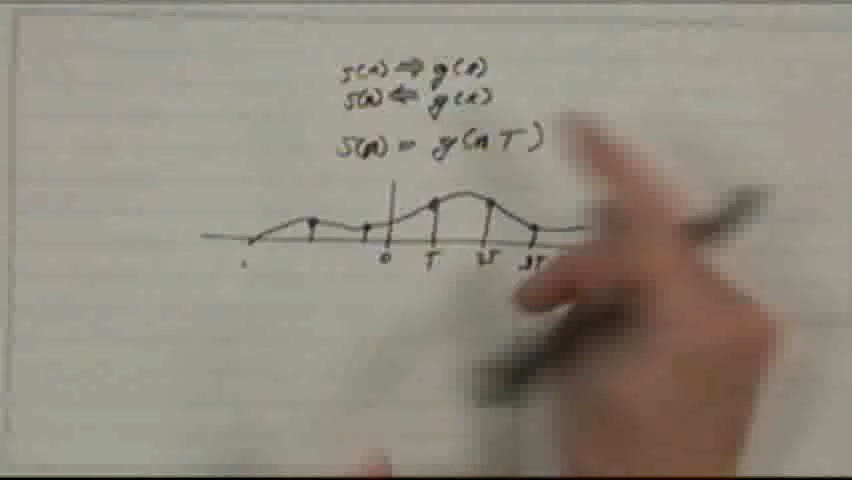 s(n) ⇒ g(x)
s(n) ⇐ g(x)
s(n) = g(nT)
0 T 2T 3T